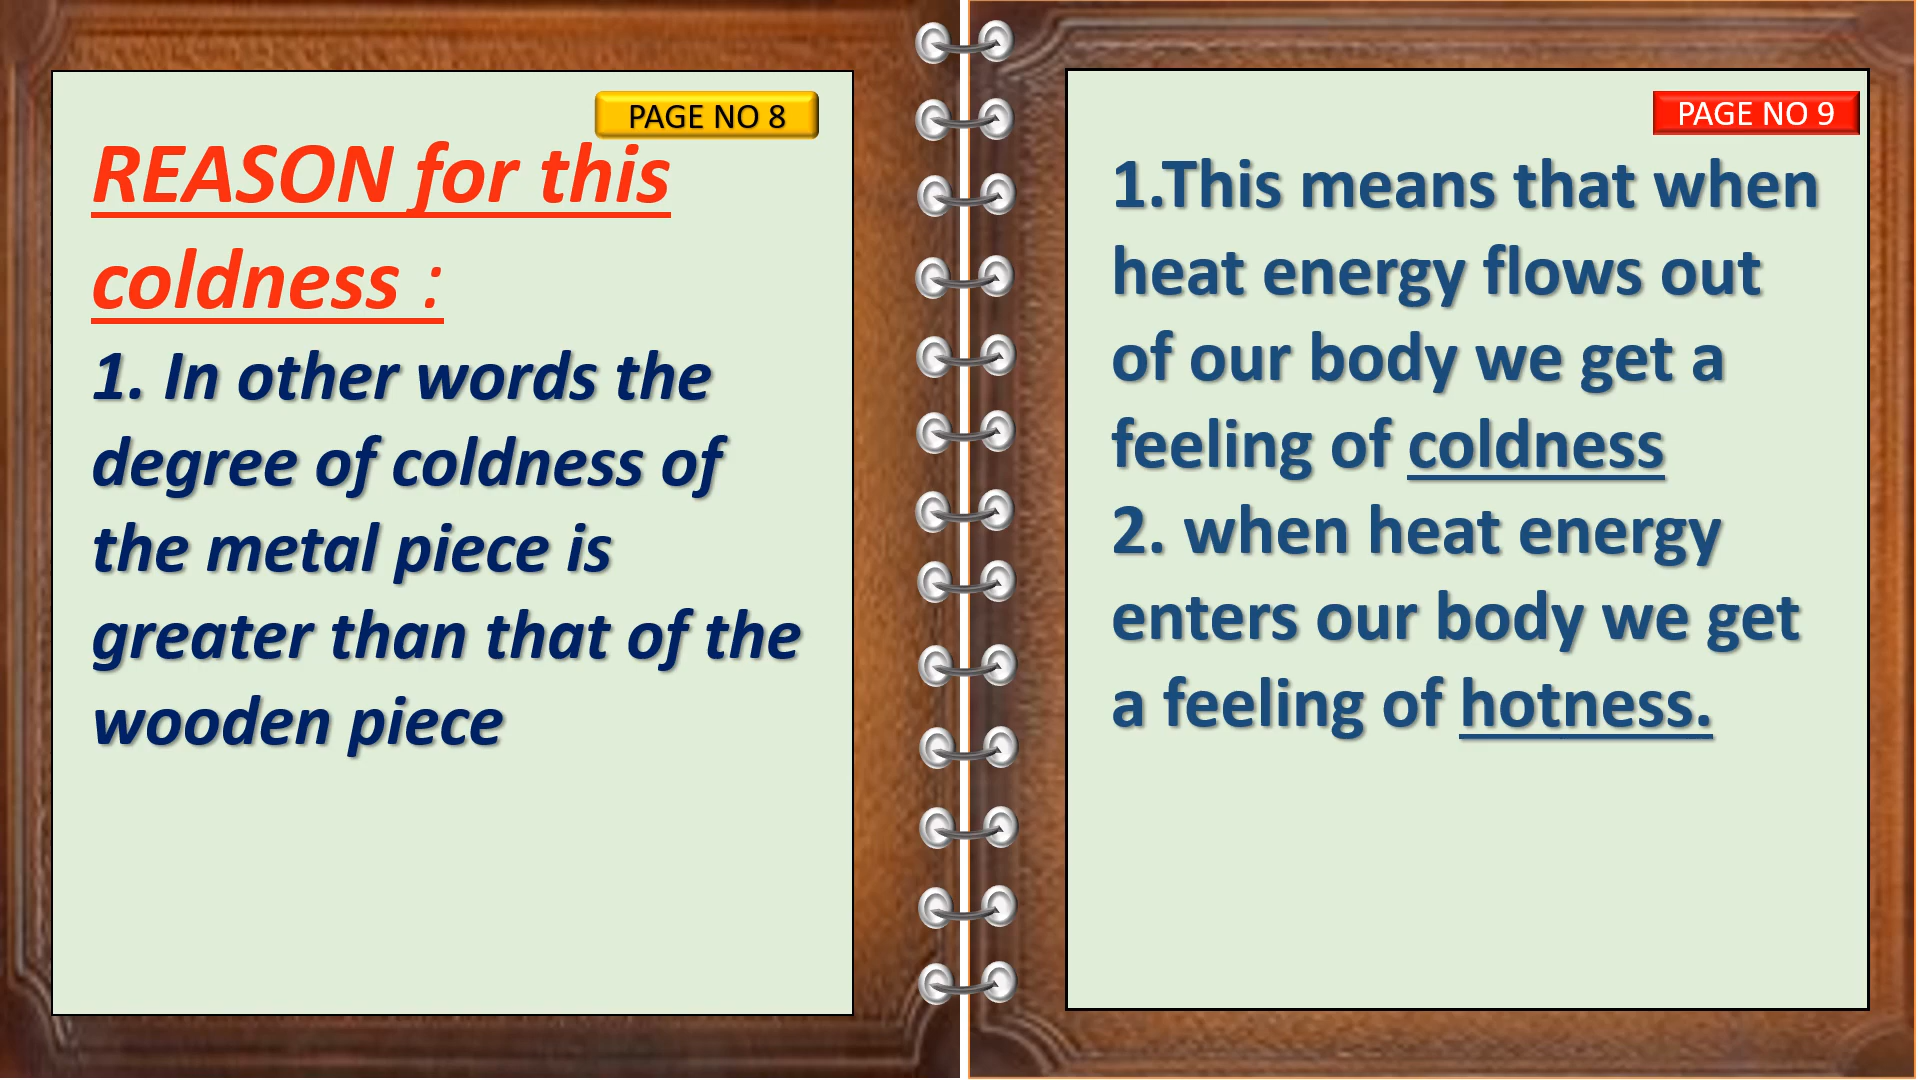 PAGE NO 8
REASON for this
coldness :
1. In other words the
degree of coldness of
the metal piece is
greater than that of the
wooden piece
PAGE NO 9
1.This means that when
heat energy flows out
of our body we get a
feeling of coldness
2. when heat energy
enters our body we get
a feeling of hotness.